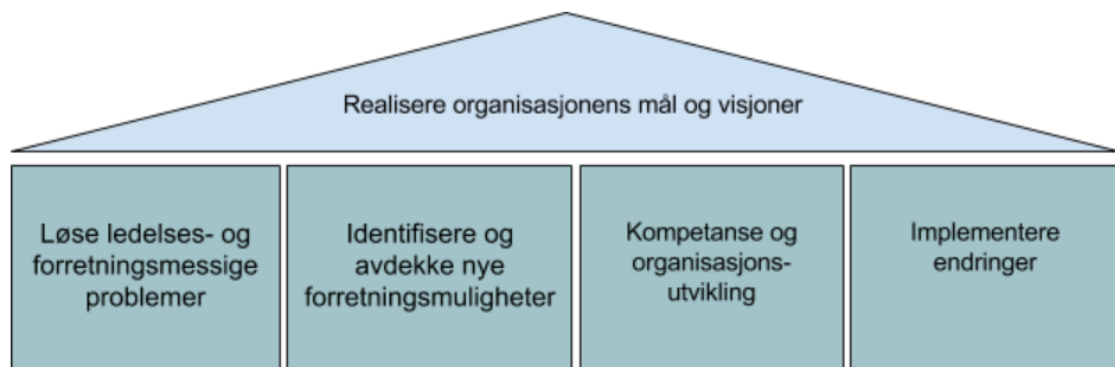 Realisere organisasjonens mål og visjoner
Løse ledelses- og
forretningsmessige
problemer
Identifisere og
avdekke nye
forretningsmuligheter
Kompetanse og
organisasjons-
utvikling
Implementere
endringer